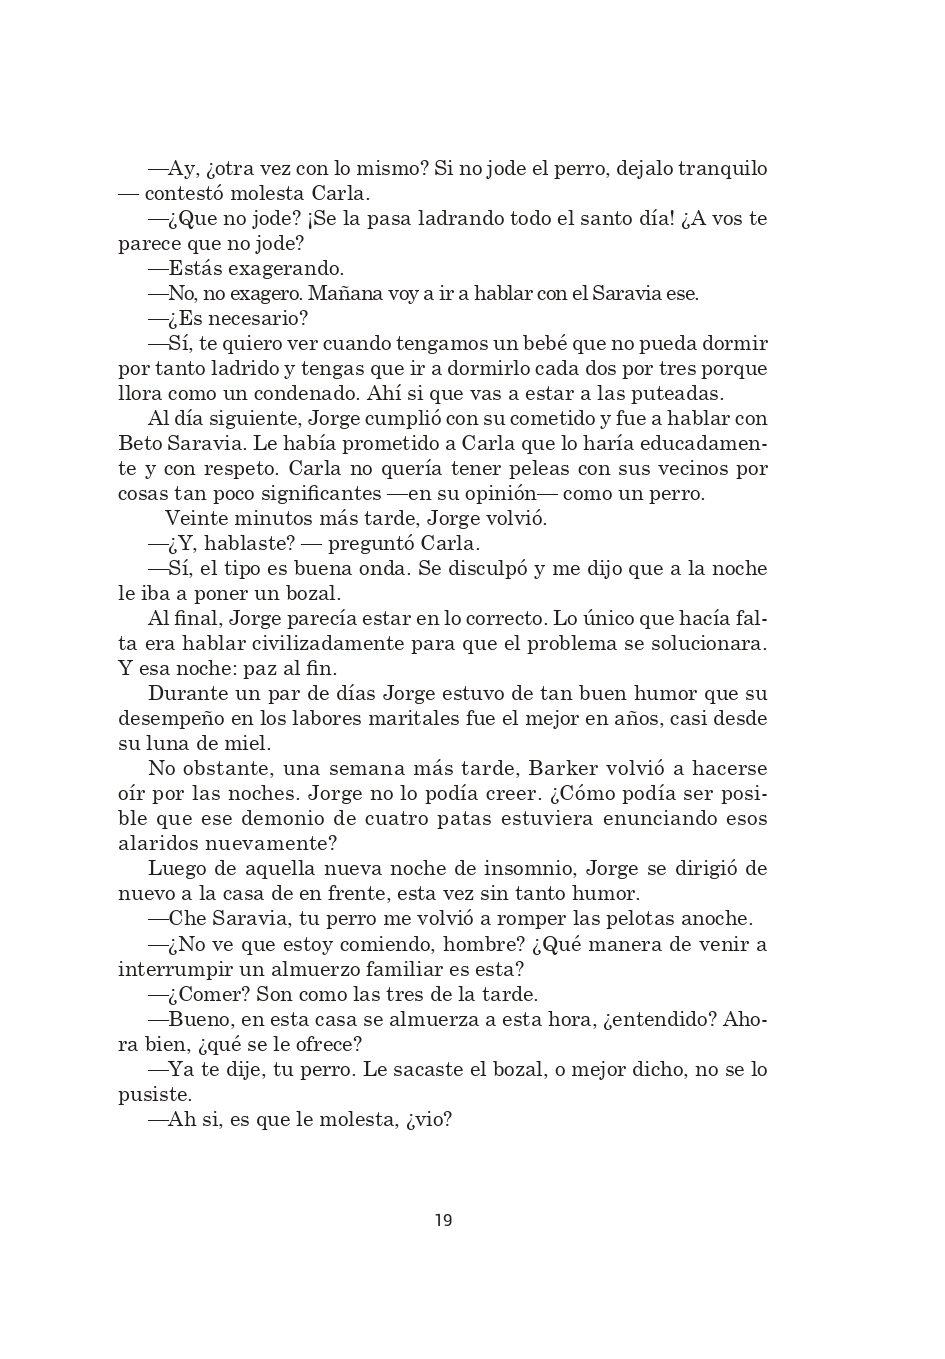 —Ay, ¿otra vez con lo mismo? Si no jode el perro, dejalo tranquilo
— contestó molesta Carla.
—¿Que no jode? ¡Se la pasa ladrando todo el santo día! ¿A vos te
parece que no jode?
—Estás exagerando.
—No, no exagero. Mañana voy a ir a hablar con el Saravia ese.
—¿Es necesario?
—Sí, te quiero ver cuando tengamos un bebé que no pueda dormir
por tanto ladrido y tengas que ir a dormirlo cada dos por tres porque
llora como un condenado. Ahí si que vas a estar a las puteadas.
Al día siguiente, Jorge cumplió con su cometido y fue a hablar con
Beto Saravia. Le había prometido a Carla que lo haría educadamen-
te y con respeto. Carla no quería tener peleas con sus vecinos por
cosas tan poco significantes —en su opinión— como un perro.
Veinte minutos más tarde, Jorge volvió.
—¿Y, hablaste? — preguntó Carla.
—Sí, el tipo es buena onda. Se disculpó y me dijo que a la noche
le iba a poner un bozal.
Al final, Jorge parecía estar en lo correcto. Lo único que hacía fal-
ta era hablar civilizadamente para que el problema se solucionara.
Y esa noche: paz al fin.
Durante un par de días Jorge estuvo de tan buen humor que su
desempeño en los labores maritales fue el mejor en años, casi desde
su luna de miel.
No obstante, una semana más tarde, Barker volvió a hacerse
oír por las noches. Jorge no lo podía creer. ¿Cómo podía ser posi-
ble que ese demonio de cuatro patas estuviera enunciando esos
alaridos nuevamente?
Luego de aquella nueva noche de insomnio, Jorge se dirigió de
nuevo a la casa de en frente, esta vez sin tanto humor.
—Che Saravia, tu perro me volvió a romper las pelotas anoche.
—¿No ve que estoy comiendo, hombre? ¿Qué manera de venir a
interrumpir un almuerzo familiar es esta?
—¿Comer? Son como las tres de la tarde.
—Bueno, en esta casa se almuerza a esta hora, ¿entendido? Aho-
ra bien, ¿qué se le ofrece?
—Ya te dije, tu perro. Le sacaste el bozal, o mejor dicho, no se lo
pusiste.
—Ah si, es que le molesta, ¿vio?
19